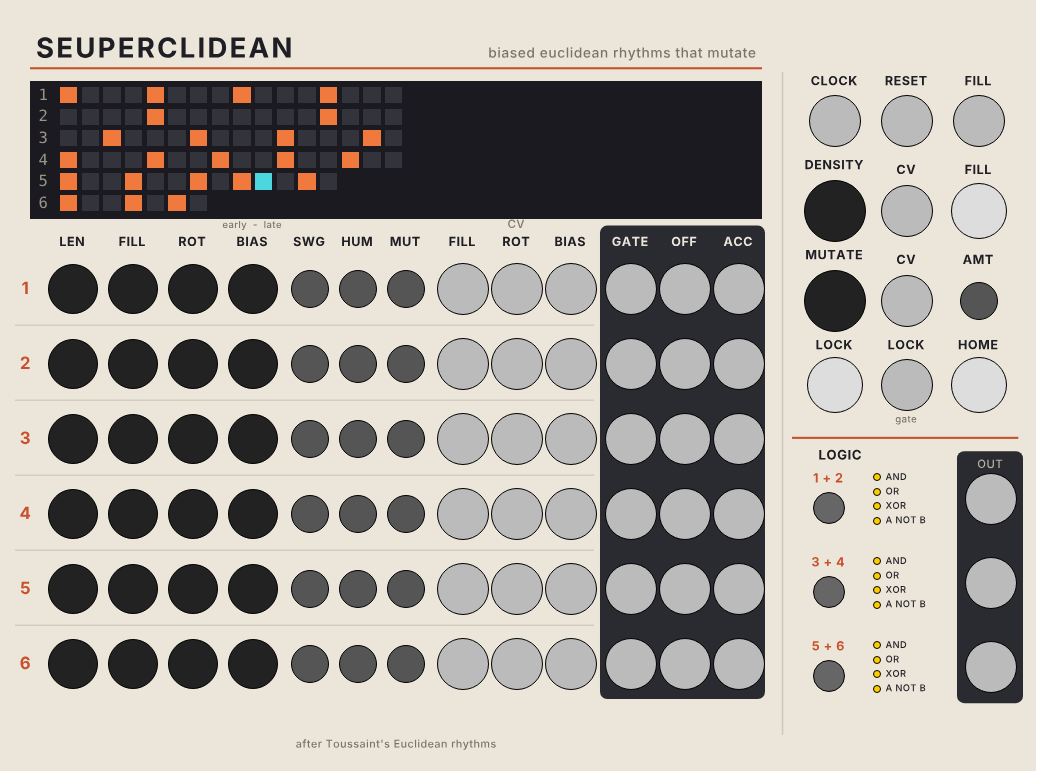 SEUPERCLIDEAN
biased euclidean rhythms that mutate
1
2
3
4
5
6
early - late
CV
LEN FILL ROT BIAS SWG HUM MUT FILL ROT BIAS GATE OFF ACC
1
2
3
4
5
6
after Toussaint's Euclidean rhythms
CLOCK RESET FILL
DENSITY CV FILL
MUTATE CV AMT
LOCK LOCK HOME
gate
LOGIC
OUT
1 + 2
AND
OR
XOR
A NOT B
3 + 4
AND
OR
XOR
A NOT B
5 + 6
AND
OR
XOR
A NOT B